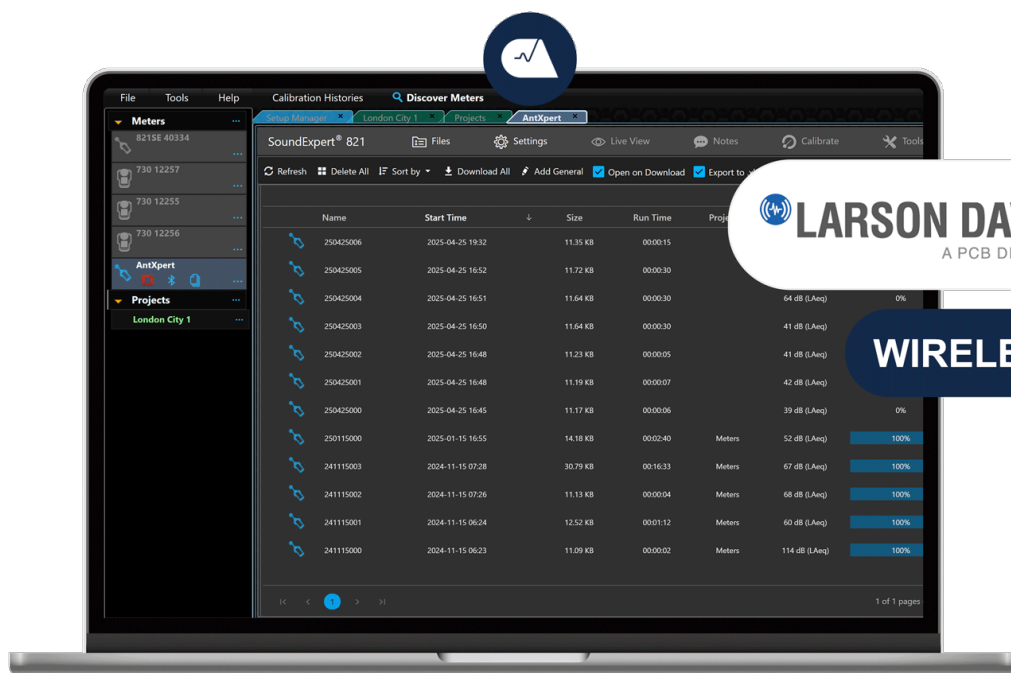 File Tools Help Calibration Histories Discover Meters
Meters ...
Setup Manager × London City 1 × Projects × AntXpert ×
821SE 40334 ...
SoundExpert® 821 Files Settings Live View Notes Calibrate Tools
730 12257 ...
Refresh Delete All Sort by Download All Add General Open on Download Export to
730 12255 ...
730 12256 ...
AntXpert ...
Projects ...
London City 1 ...
Name Start Time ↓ Size Run Time Proje
250425006 2025-04-25 19:32 11.35 KB 00:00:15
250425005 2025-04-25 16:52 11.72 KB 00:00:30
250425004 2025-04-25 16:51 11.64 KB 00:00:30 64 dB (LAeq) 0%
250425003 2025-04-25 16:50 11.64 KB 00:00:30 41 dB (LAeq)
250425002 2025-04-25 16:48 11.23 KB 00:00:05 41 dB (LAeq)
250425001 2025-04-25 16:48 11.19 KB 00:00:07 42 dB (LAeq)
250425000 2025-04-25 16:45 11.17 KB 00:00:06 39 dB (LAeq) 0%
250115000 2025-01-15 16:55 14.18 KB 00:02:40 Meters 52 dB (LAeq) 100%
241115003 2024-11-15 07:28 30.79 KB 00:16:33 Meters 67 dB (LAeq) 100%
241115002 2024-11-15 07:26 11.13 KB 00:00:04 Meters 68 dB (LAeq) 100%
241115001 2024-11-15 06:24 12.52 KB 00:01:12 Meters 60 dB (LAeq) 100%
241115000 2024-11-15 06:23 11.09 KB 00:00:02 Meters 114 dB (LAeq) 100%
1
1 of 1 pages
LARSON DA
A PCB D
WIRELE